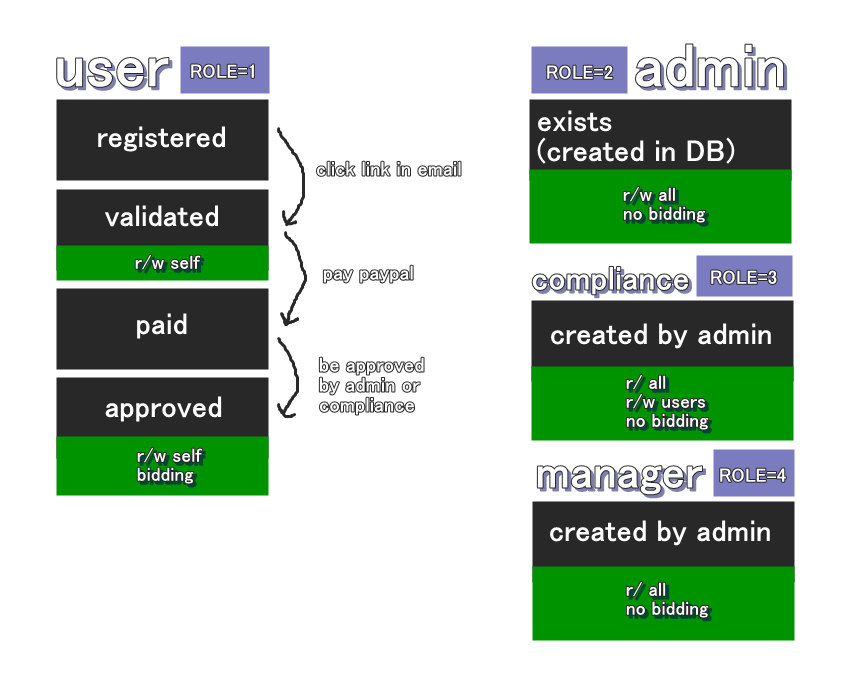 user
ROLE=1
registered
click link in email
validated
r/w self
pay paypal
paid
be approved
by admin or
compliance
approved
r/w self
bidding
ROLE=2
admin
exists
(created in DB)
r/w all
no bidding
compliance
ROLE=3
created by admin
r/ all
r/w users
no bidding
manager
ROLE=4
created by admin
r/ all
no bidding